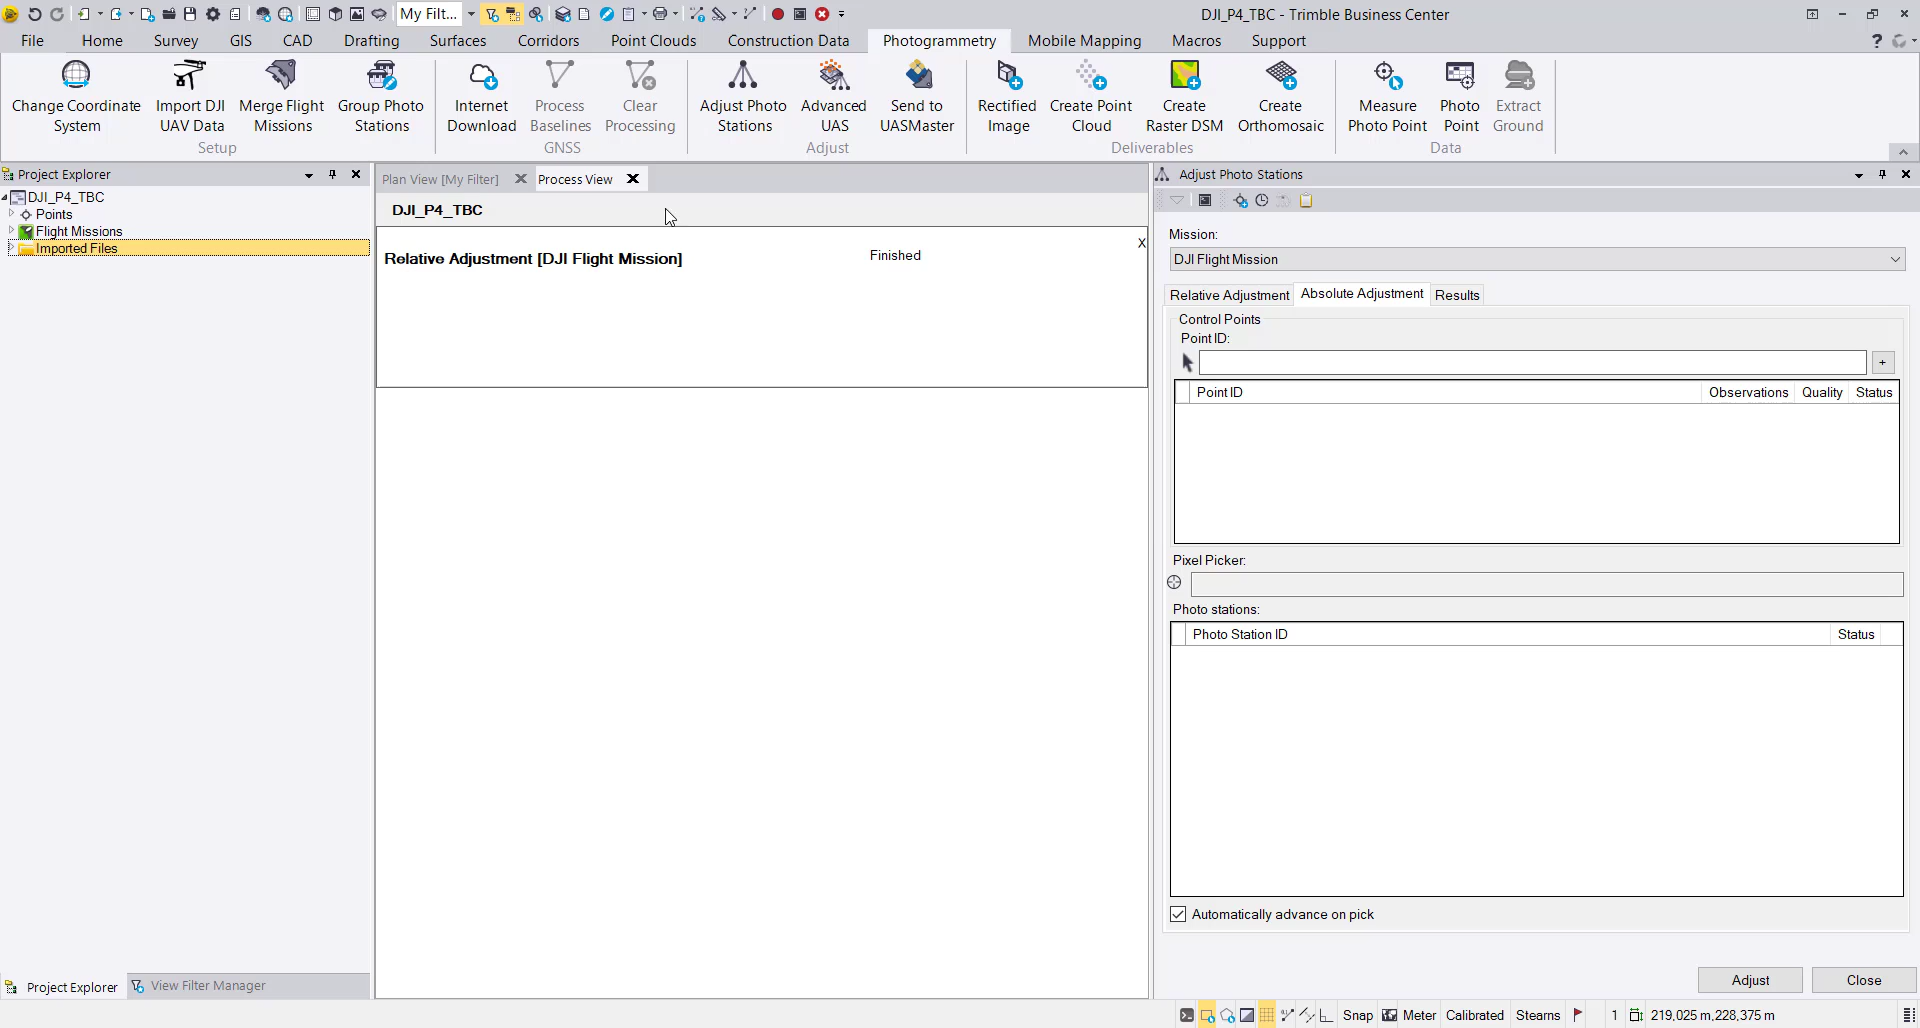 My Filt...
DJI_P4_TBC - Trimble Business Center
File Home Survey GIS CAD Drafting Surfaces Corridors Point Clouds Construction Data Photogrammetry Mobile Mapping Macros Support
Change Coordinate System
Import DJI UAV Data
Merge Flight Missions
Group Photo Stations
Setup
Internet Download
Process Baselines
Clear Processing
GNSS
Adjust Photo Stations
Advanced UAS
Send to UASMaster
Adjust
Rectified Image
Create Point Cloud
Create Raster DSM
Create Orthomosaic
Deliverables
Measure Photo Point
Photo Point
Extract Ground
Data
Project Explorer
DJI_P4_TBC
Points
Flight Missions
Imported Files
Project Explorer
View Filter Manager
Plan View [My Filter]
Process View
DJI_P4_TBC
X
Relative Adjustment [DJI Flight Mission] Finished
Adjust Photo Stations
Mission:
DJI Flight Mission
Relative Adjustment Absolute Adjustment Results
Control Points
Point ID:
+
Point ID Observations Quality Status
Pixel Picker:
Photo stations:
Photo Station ID Status
Automatically advance on pick
Adjust Close
Snap Meter Calibrated Stearns 1 219,025 m,228,375 m